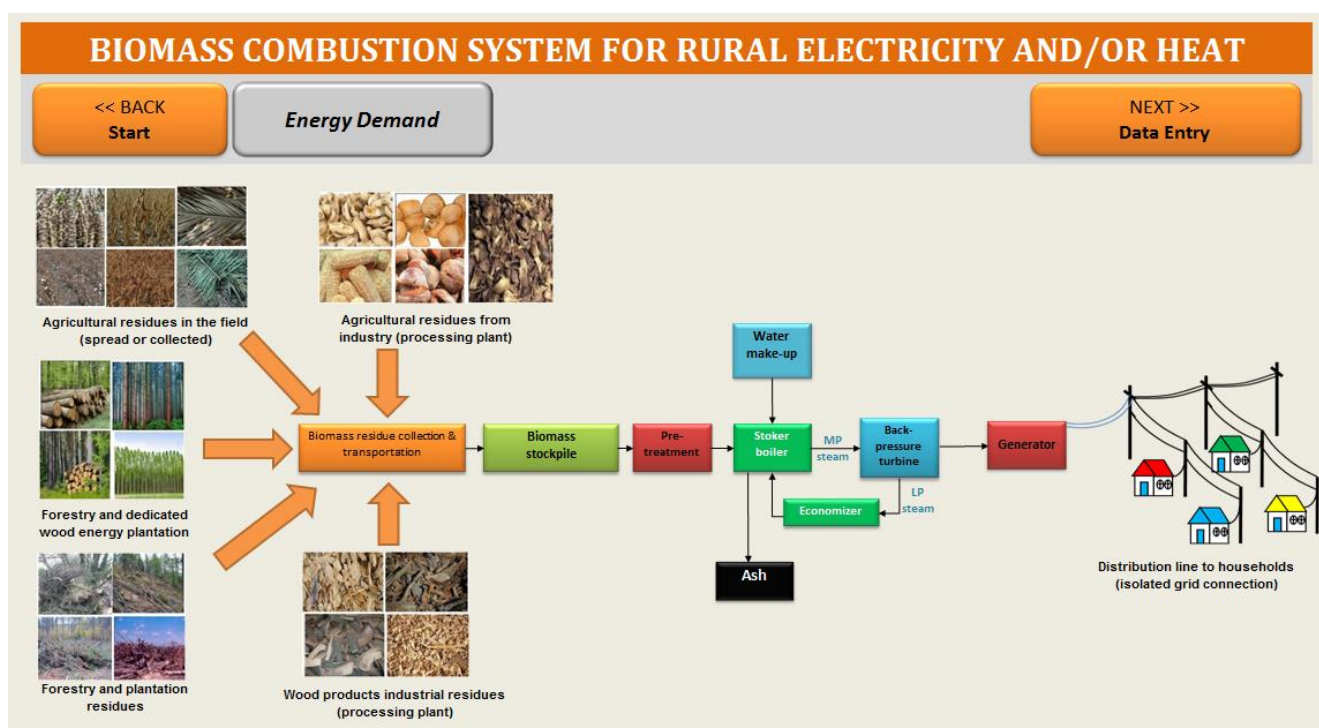 BIOMASS COMBUSTION SYSTEM FOR RURAL ELECTRICITY AND/OR HEAT
<< BACK
Start
Energy Demand
NEXT >>
Data Entry
Agricultural residues in the field
(spread or collected)
Agricultural residues from
industry (processing plant)
Forestry and dedicated
wood energy plantation
Forestry and plantation
residues
Wood products industrial residues
(processing plant)
Biomass residue collection &
transportation
Biomass
stockpile
Pre-
treatment
Water
make-up
Stoker
boiler
MP
steam
Back-
pressure
turbine
LP
steam
Economizer
Ash
Generator
Distribution line to households
(isolated grid connection)